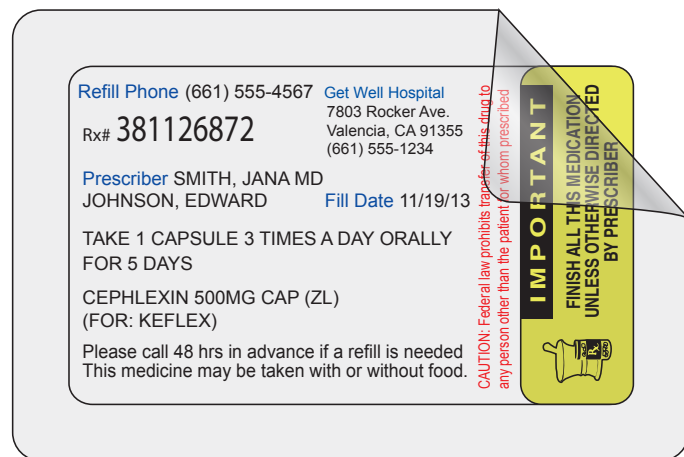 Refill Phone (661) 555-4567
Rx# 381126872
Get Well Hospital
7803 Rocker Ave.
Valencia, CA 91355
(661) 555-1234
Prescriber SMITH, JANA MD
JOHNSON, EDWARD
Fill Date 11/19/13
TAKE 1 CAPSULE 3 TIMES A DAY ORALLY
FOR 5 DAYS
CEPHLEXIN 500MG CAP (ZL)
(FOR: KEFLEX)
Please call 48 hrs in advance if a refill is needed
This medicine may be taken with or without food.
CAUTION: Federal law prohibits transfer of this drug to
any person other than the patient for whom prescribed
IMPORTANT
FINISH ALL THIS MEDICATION
UNLESS OTHERWISE DIRECTED
BY PRESCRIBER
Rx